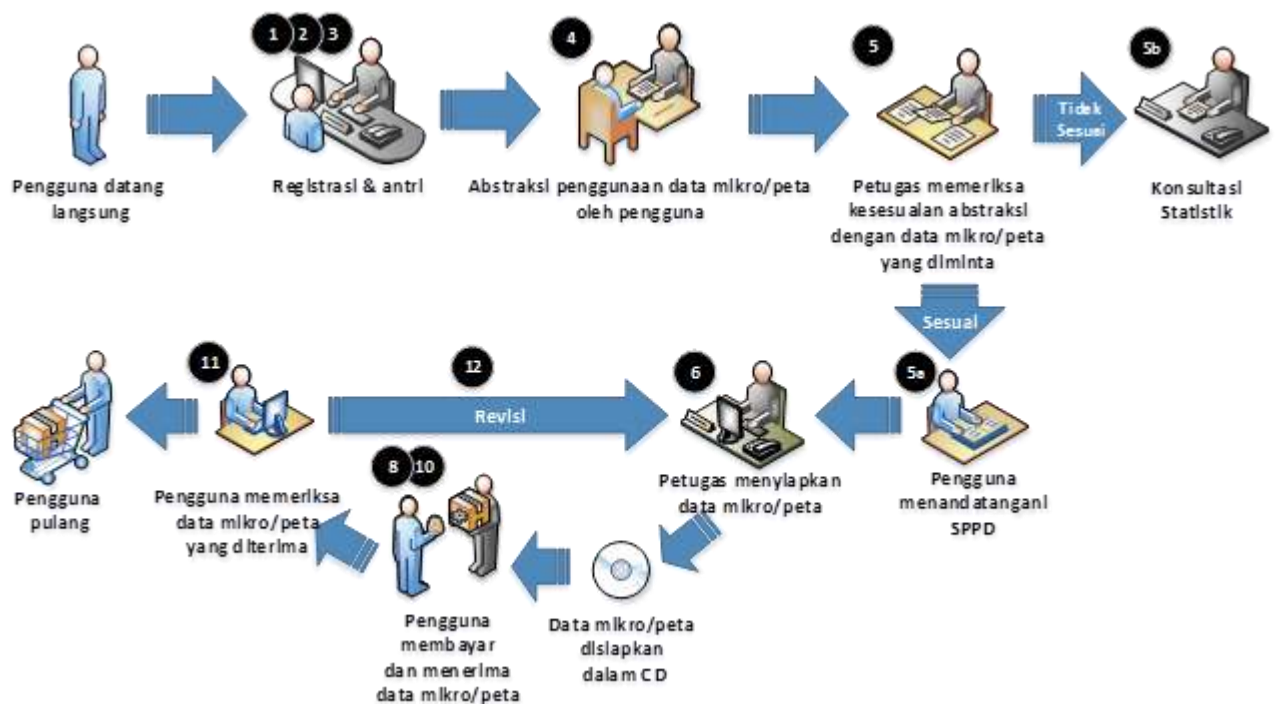 1 2 3
4
5
5b
Tidak
Sesuai
Pengguna datang
langsung
Registrasi & antri
Abstraksi penggunaan data mikro/peta
oleh pengguna
Petugas memeriksa
kesesuaian abstraksi
dengan data mikro/peta
yang diminta
Konsultasi
Statistik
Sesuai
11
12
6
5a
Revisi
Pengguna
pulang
Pengguna memeriksa
data mikro/peta
yang diterima
8 10
Petugas menyiapkan
data mikro/peta
Pengguna
menandatangani
SPPD
Pengguna
membayar
dan menerima
data mikro/peta
Data mikro/peta
disiapkan
dalam CD